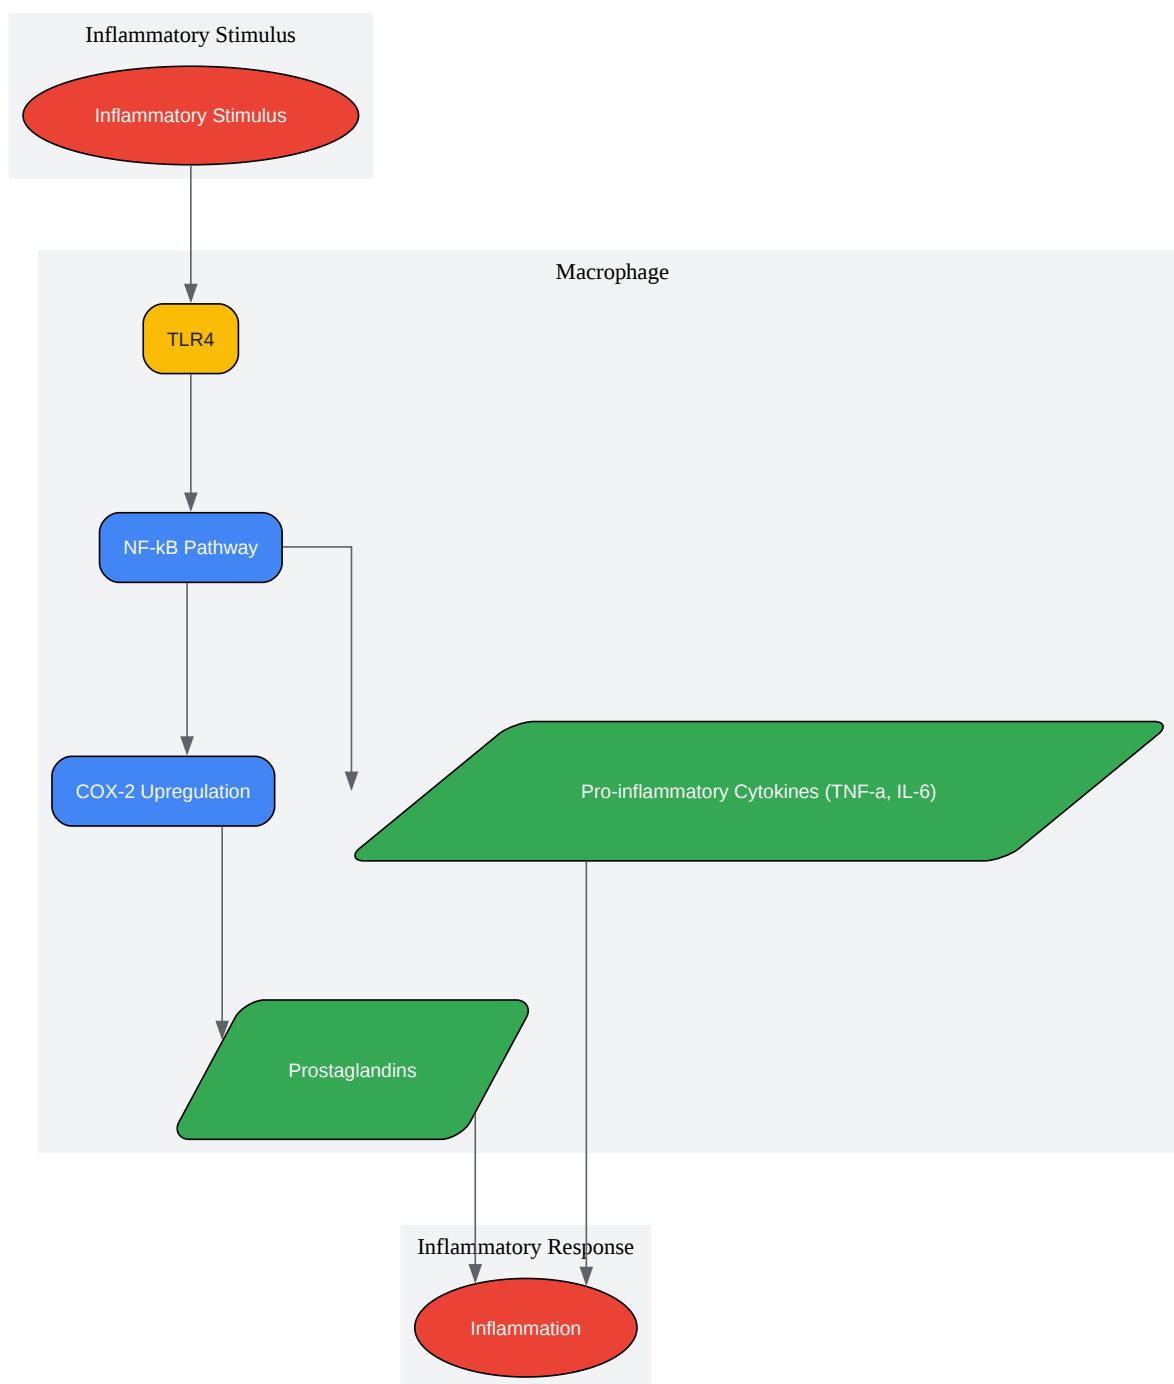 Inflammatory Stimulus
Inflammatory Stimulus
Macrophage
TLR4
NF-kB Pathway
COX-2 Upregulation
Pro-inflammatory Cytokines (TNF-a, IL-6)
Prostaglandins
Inflammatory Response
Inflammation